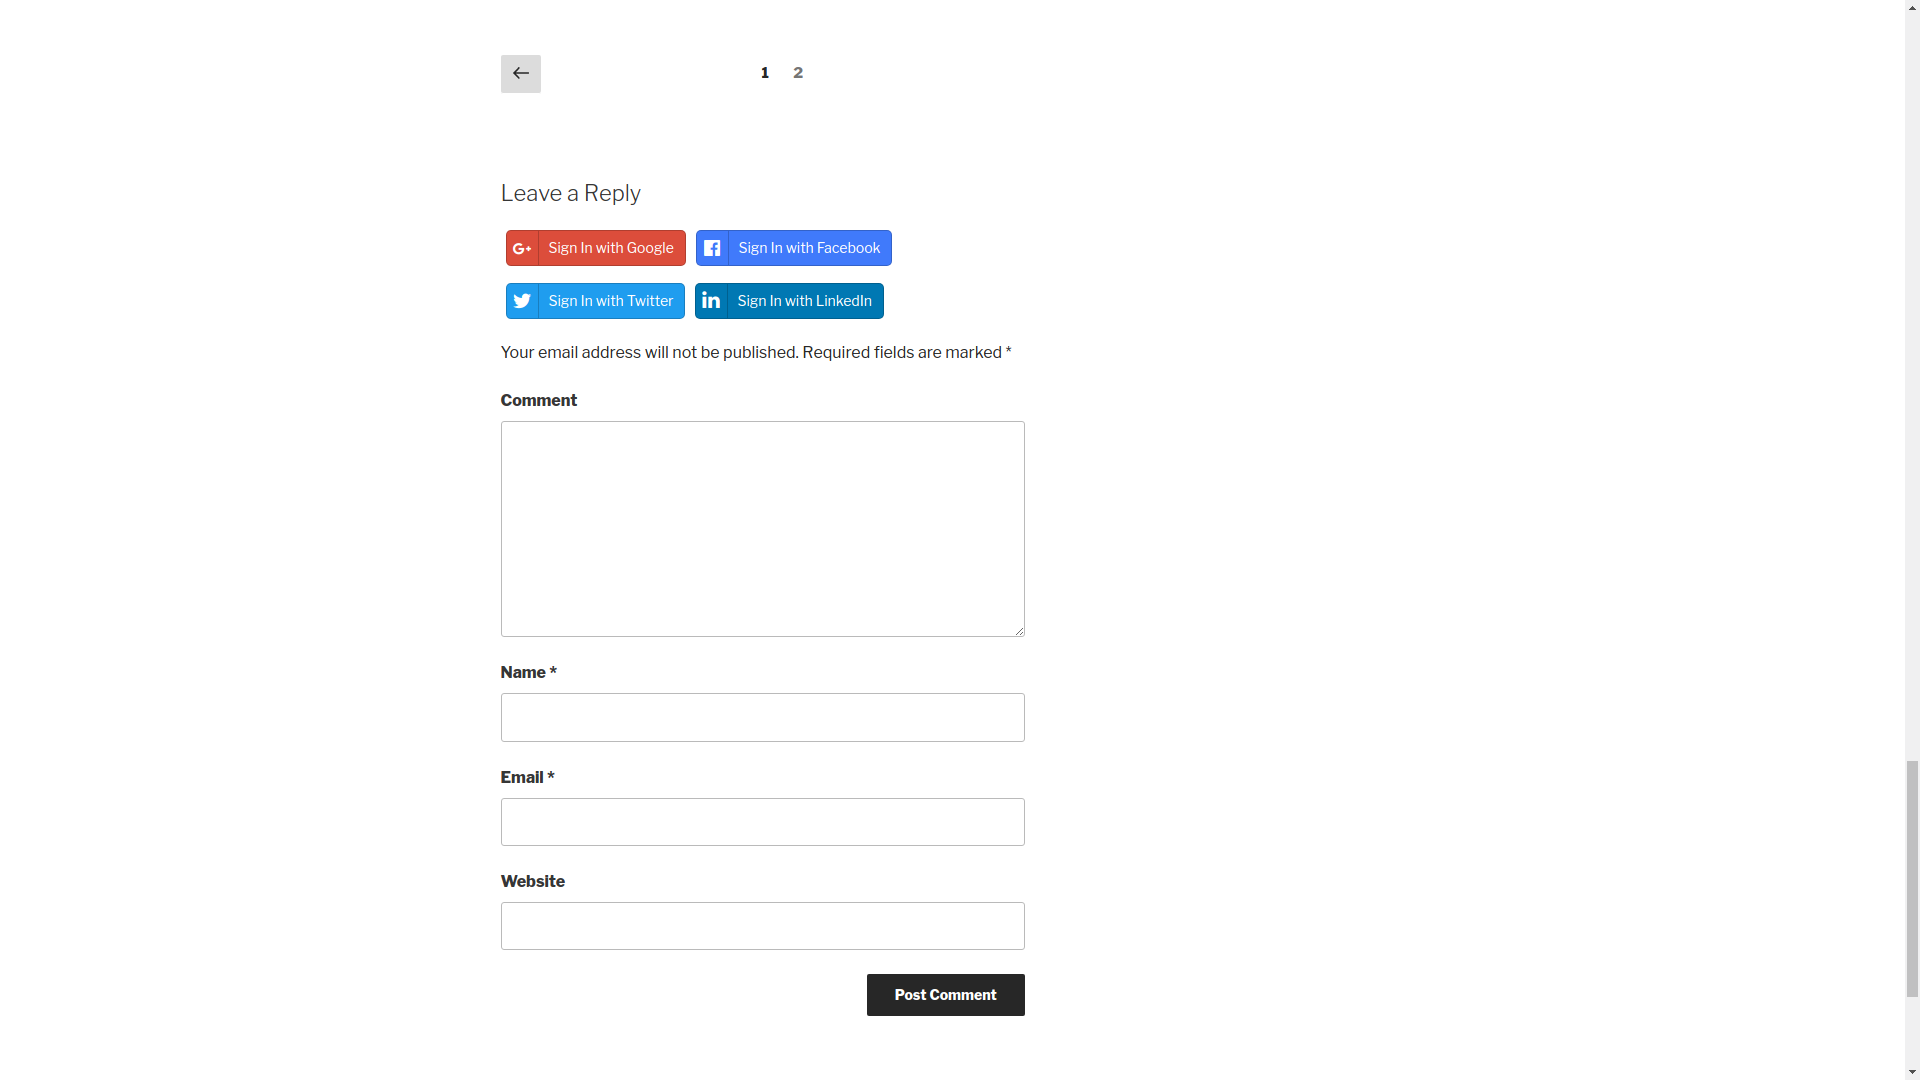 1 2
Leave a Reply
Sign In with Google Sign In with Facebook
Sign In with Twitter Sign In with LinkedIn
Your email address will not be published. Required fields are marked *
Comment
Name *
Email *
Website
Post Comment